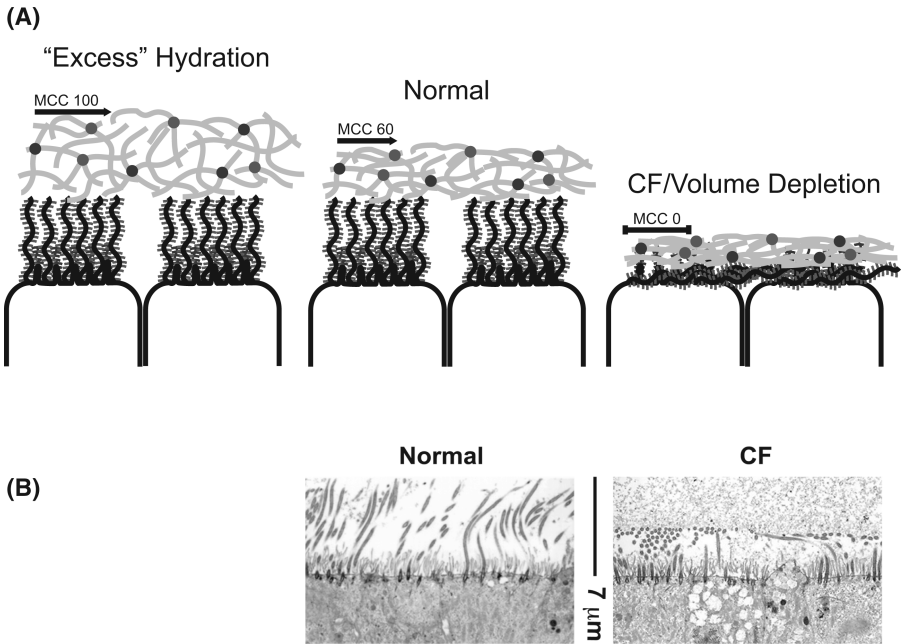 (A)
“Excess” Hydration
MCC 100
Normal
MCC 60
CF/Volume Depletion
MCC 0
(B)
Normal
CF
7 μm